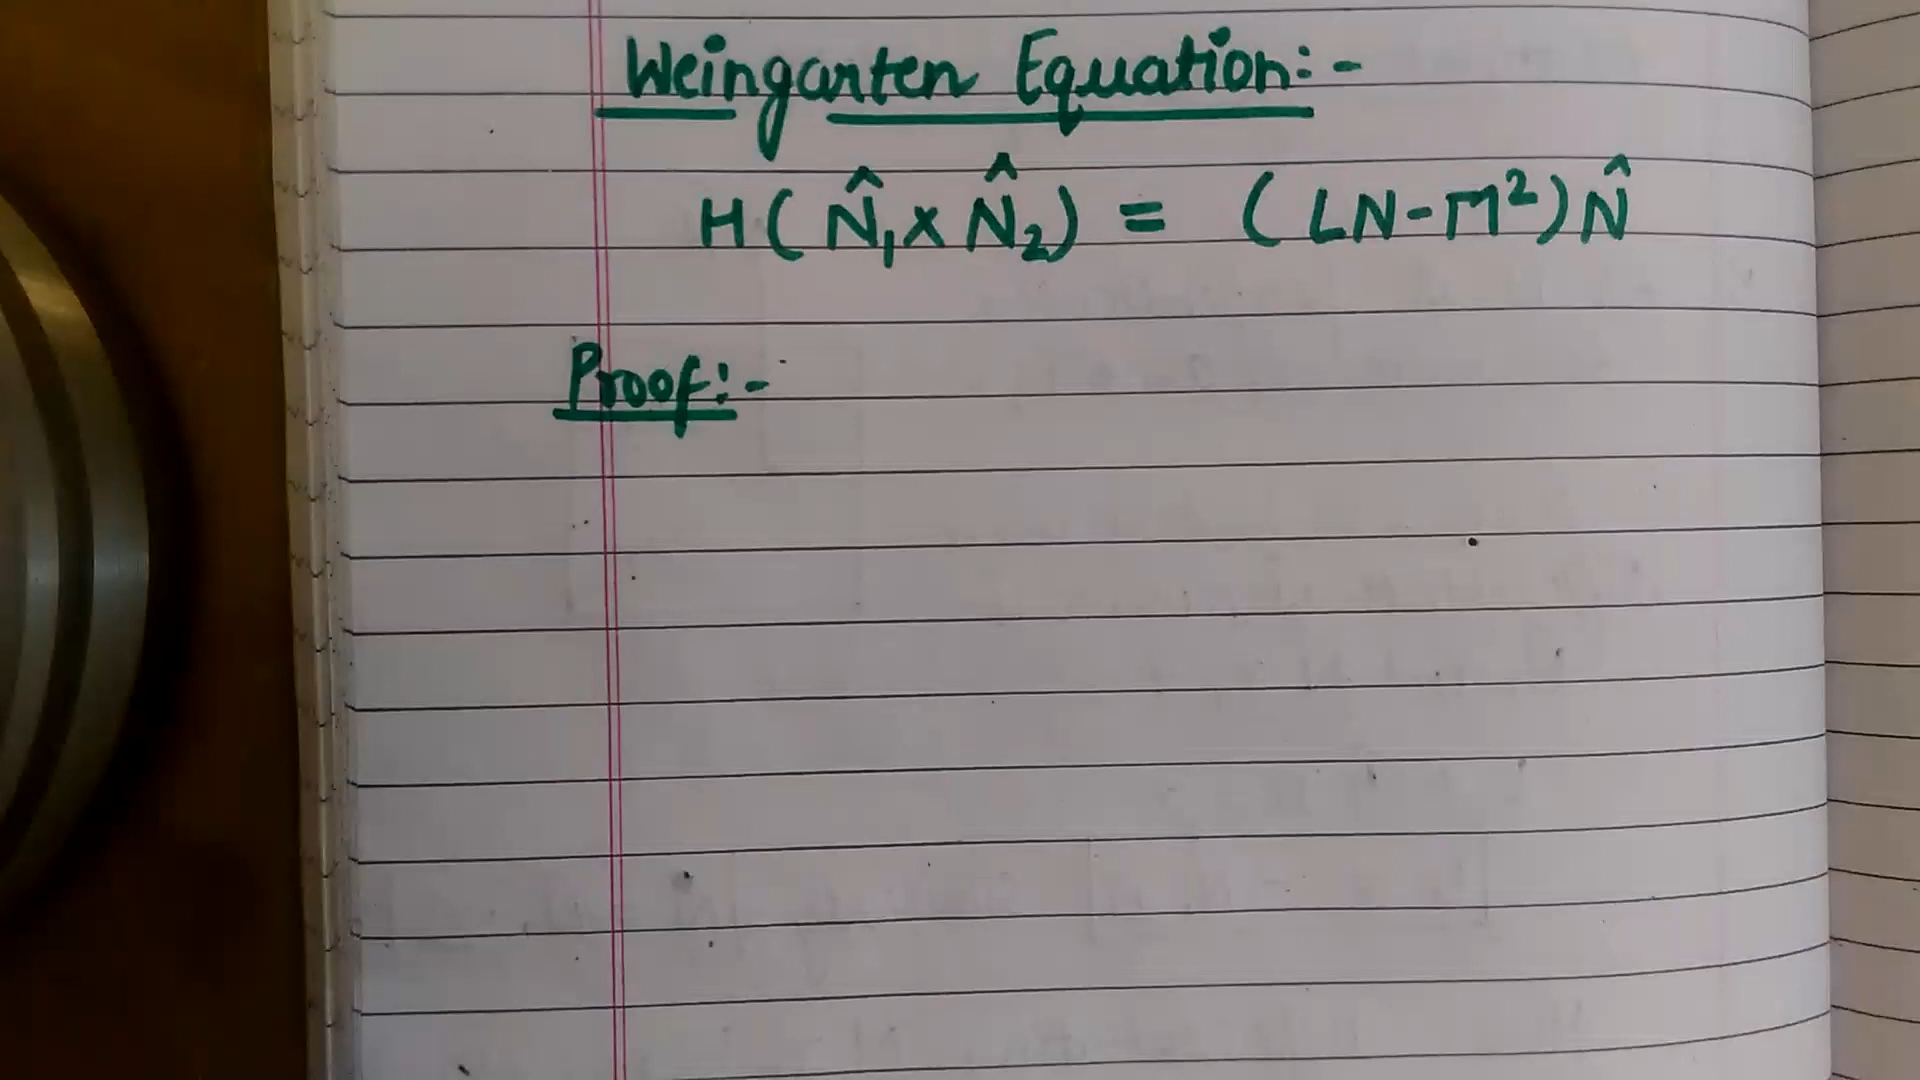 Weingarten Equation:-
H( N̂₁ × N̂₂) = (LN-M²) N̂
Proof:-